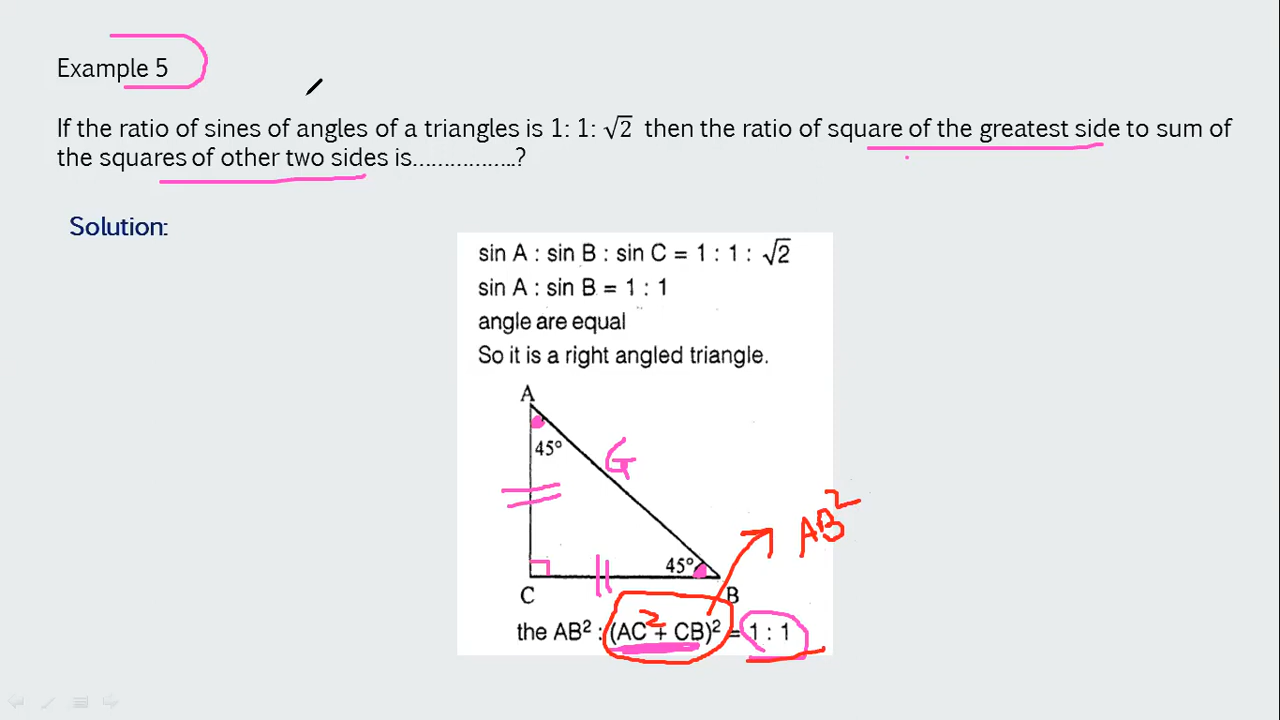 Example 5
If the ratio of sines of angles of a triangles is 1: 1: √2 then the ratio of square of the greatest side to sum of
the squares of other two sides is……………..?
Solution:
sin A : sin B : sin C = 1 : 1 : √2
sin A : sin B = 1 : 1
angle are equal
So it is a right angled triangle.
A
45°
G
AB²
45°
C
B
the AB² : (AC² + CB)² = 1 : 1